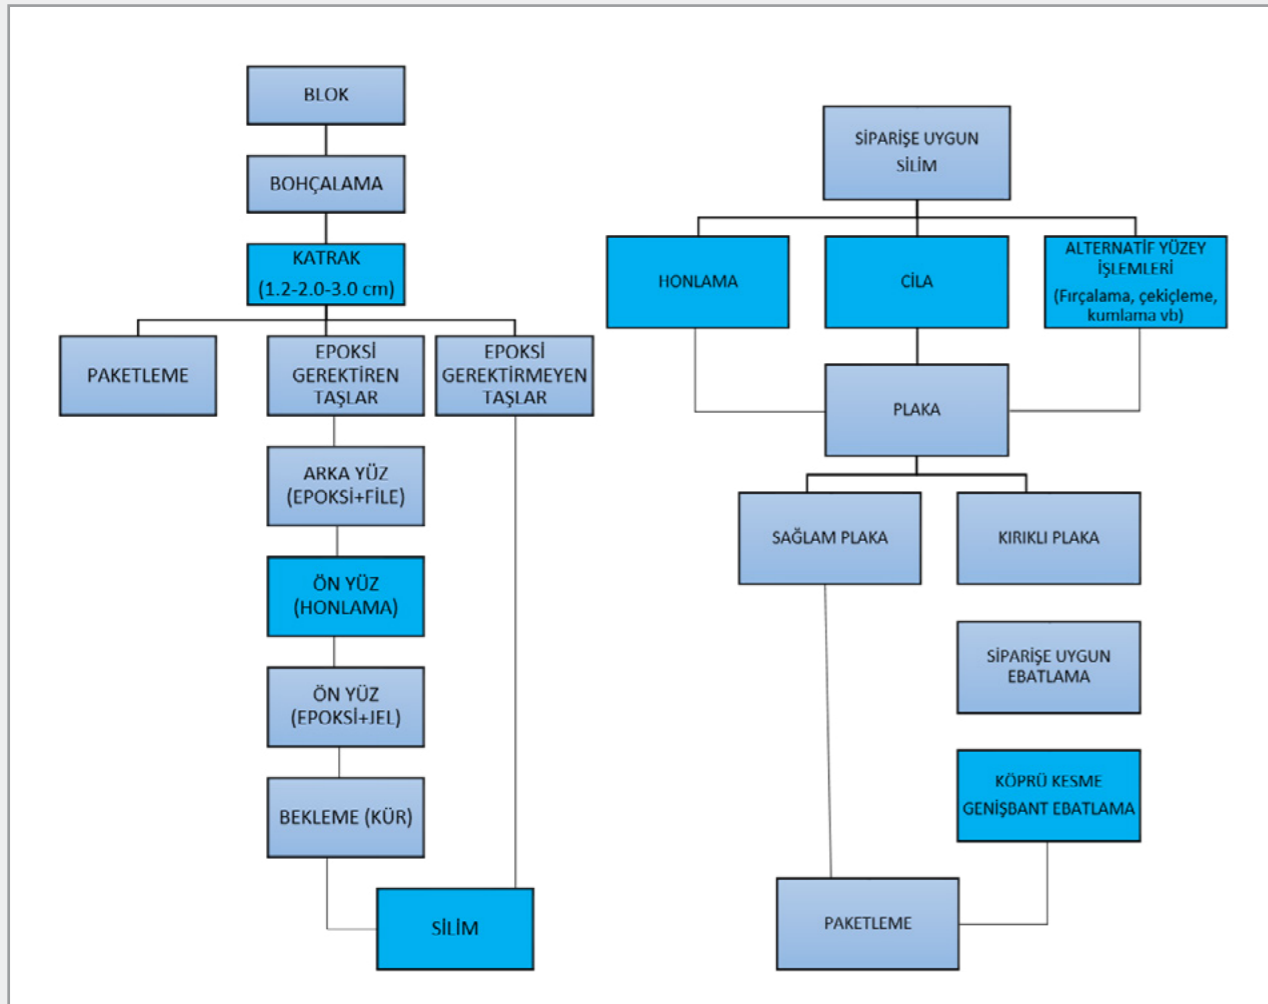 BLOK
BOHÇALAMA
KATRAK
(1.2-2.0-3.0 cm)
PAKETLEME
EPOKSİ
GEREKTİREN
TAŞLAR
EPOKSİ
GEREKTİRMEYEN
TAŞLAR
ARKA YÜZ
(EPOKSİ+FİLE)
ÖN YÜZ
(HONLAMA)
ÖN YÜZ
(EPOKSİ+JEL)
BEKLEME (KÜR)
SİLİM
SİPARİŞE UYGUN
SİLİM
HONLAMA
CİLA
ALTERNATİF YÜZEY
İŞLEMLERİ
(Fırçalama, çekiçleme,
kumlama vb)
PLAKA
SAĞLAM PLAKA
KIRIKLI PLAKA
SİPARİŞE UYGUN
EBATLAMA
KÖPRÜ KESME
GENİŞBANT EBATLAMA
PAKETLEME